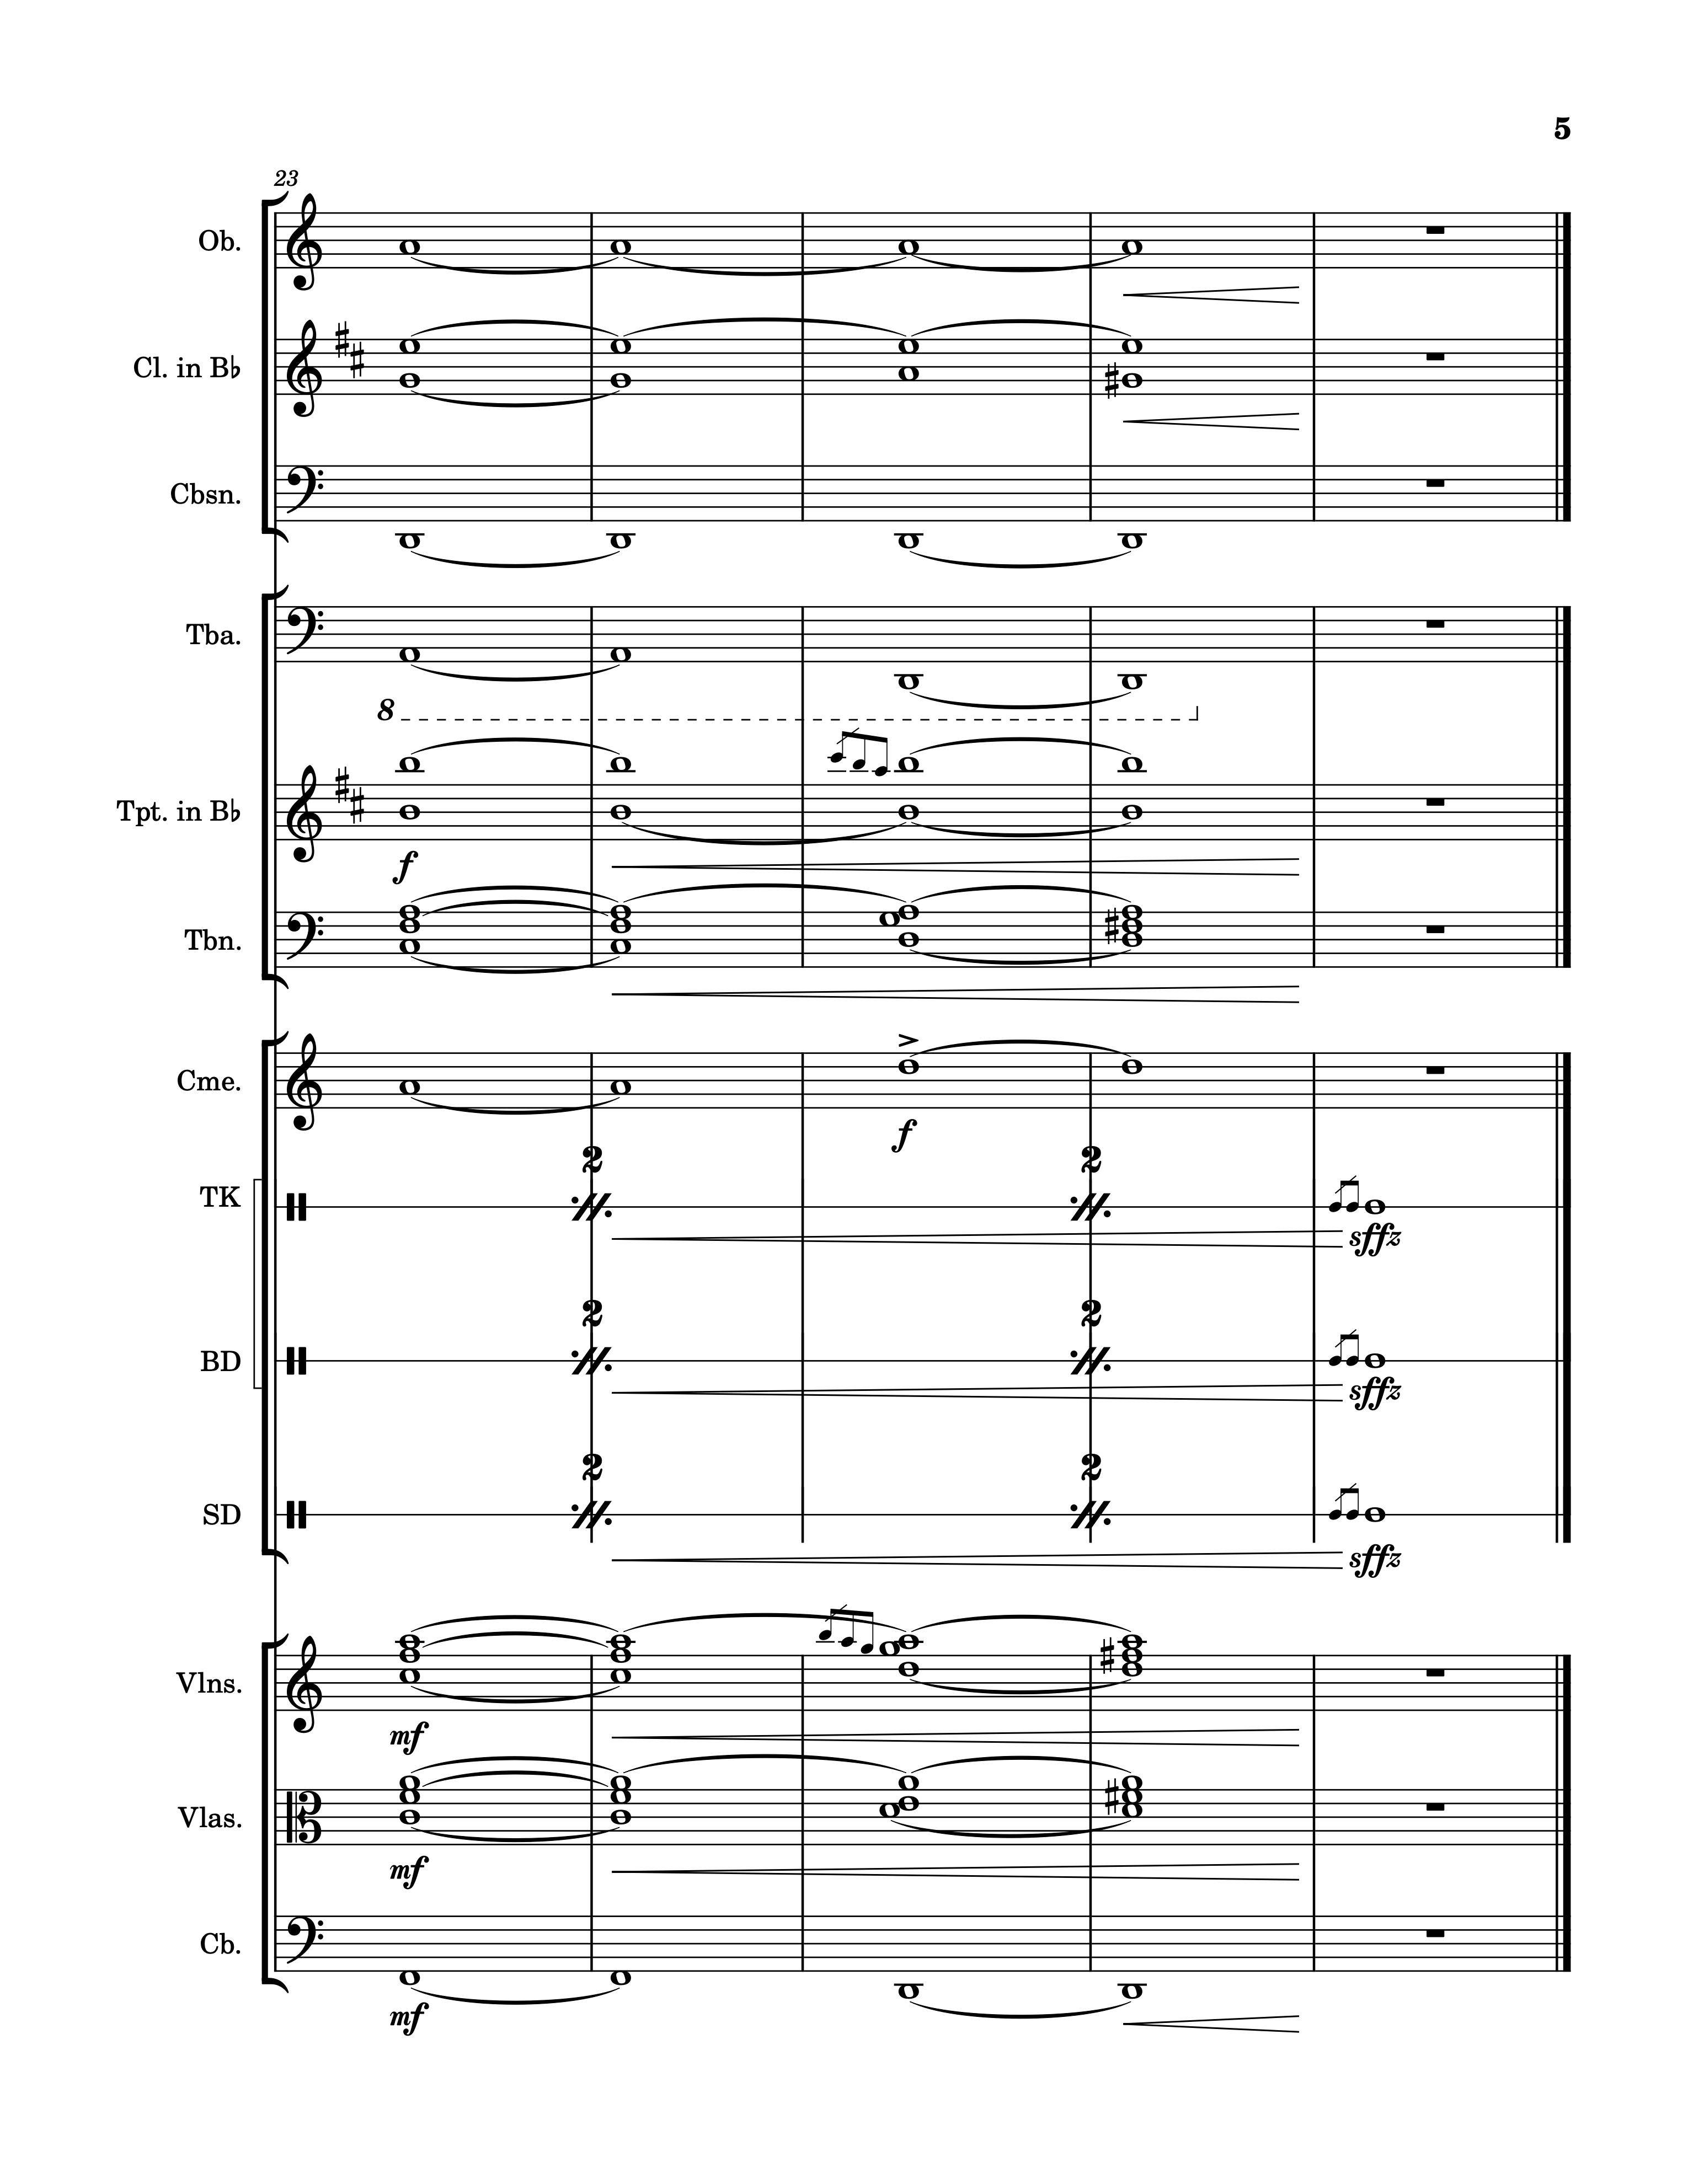 5
23
Ob.
Cl. in B♭
Cbsn.
Tba.
8
Tpt. in B♭
f
Tbn.
Cme.
f
2 2
TK
sffz
2 2
BD
sffz
2 2
SD
sffz
Vlns.
mf
Vlas.
mf
Cb.
mf